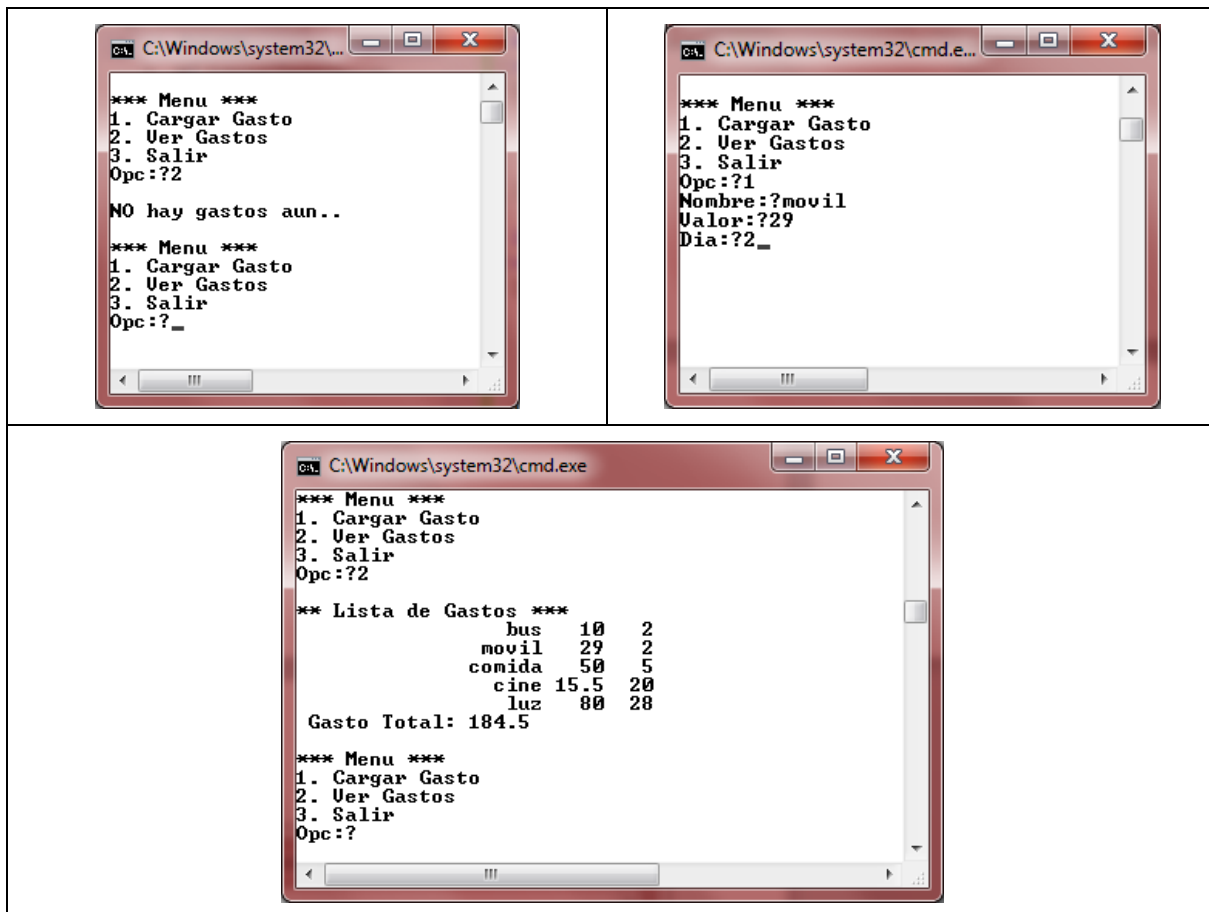 C:\Windows\system32\...
*** Menu ***
1. Cargar Gasto
2. Ver Gastos
3. Salir
Opc:?2
NO hay gastos aun..
*** Menu ***
1. Cargar Gasto
2. Ver Gastos
3. Salir
Opc:?_
C:\Windows\system32\cmd.e...
*** Menu ***
1. Cargar Gasto
2. Ver Gastos
3. Salir
Opc:?1
Nombre:?movil
Valor:?29
Dia:?2_
C:\Windows\system32\cmd.exe
*** Menu ***
1. Cargar Gasto
2. Ver Gastos
3. Salir
Opc:?2
** Lista de Gastos ***
bus 10 2
movil 29 2
comida 50 5
cine 15.5 20
luz 80 28
Gasto Total: 184.5
*** Menu ***
1. Cargar Gasto
2. Ver Gastos
3. Salir
Opc:?